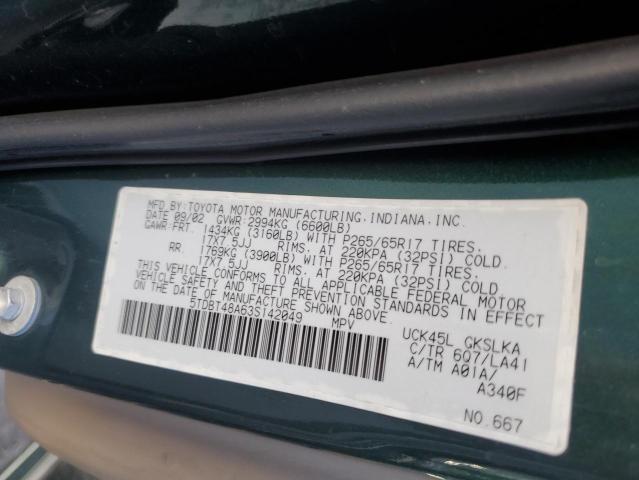 MFD. BY: TOYOTA MOTOR MANUFACTURING, INDIANA, INC.
DATE 09/02 GVWR:2994KG (6600LB)
GAWR:FRT. 1434KG (3160LB) WITH P265/65R17 TIRES.
17X7.5JJ RIMS. AT 220KPA (32PSI) COLD.
RR. 1769KG (3900LB) WITH P265/65R17 TIRES.
17X7.5JJ RIMS. AT 220KPA (32PSI) COLD.
THIS VEHICLE CONFORMS TO ALL APPLICABLE FEDERAL MOTOR
VEHICLE SAFETY AND THEFT PREVENTION STANDARDS IN EFFECT
ON THE DATE OF MANUFACTURE SHOWN ABOVE.
5TDBT48A63S142049 MPV
UCK45L GKSLKA
C/TR 6Q7/LA41
A/TM A01A/
A340F
NO.667